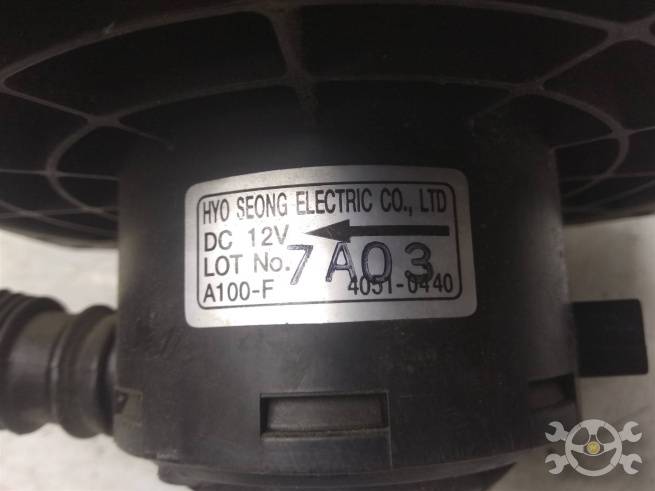 HYO SEONG ELECTRIC CO., LTD
DC 12V
LOT No. 7A03
A100-F 4051-0440